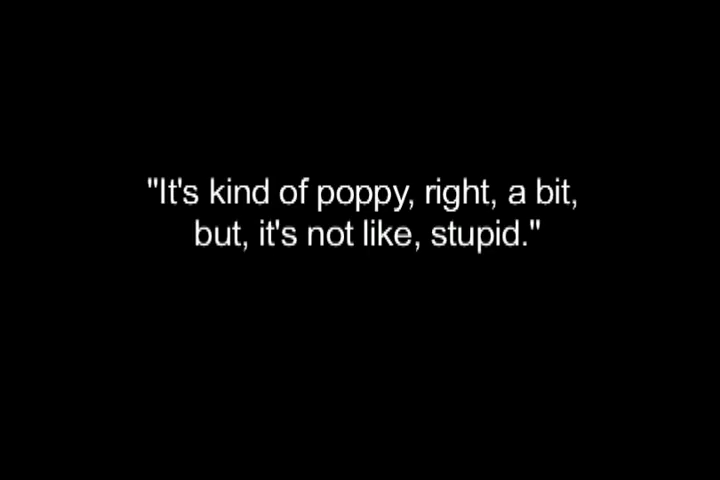 "It's kind of poppy, right, a bit,
but, it's not like, stupid."